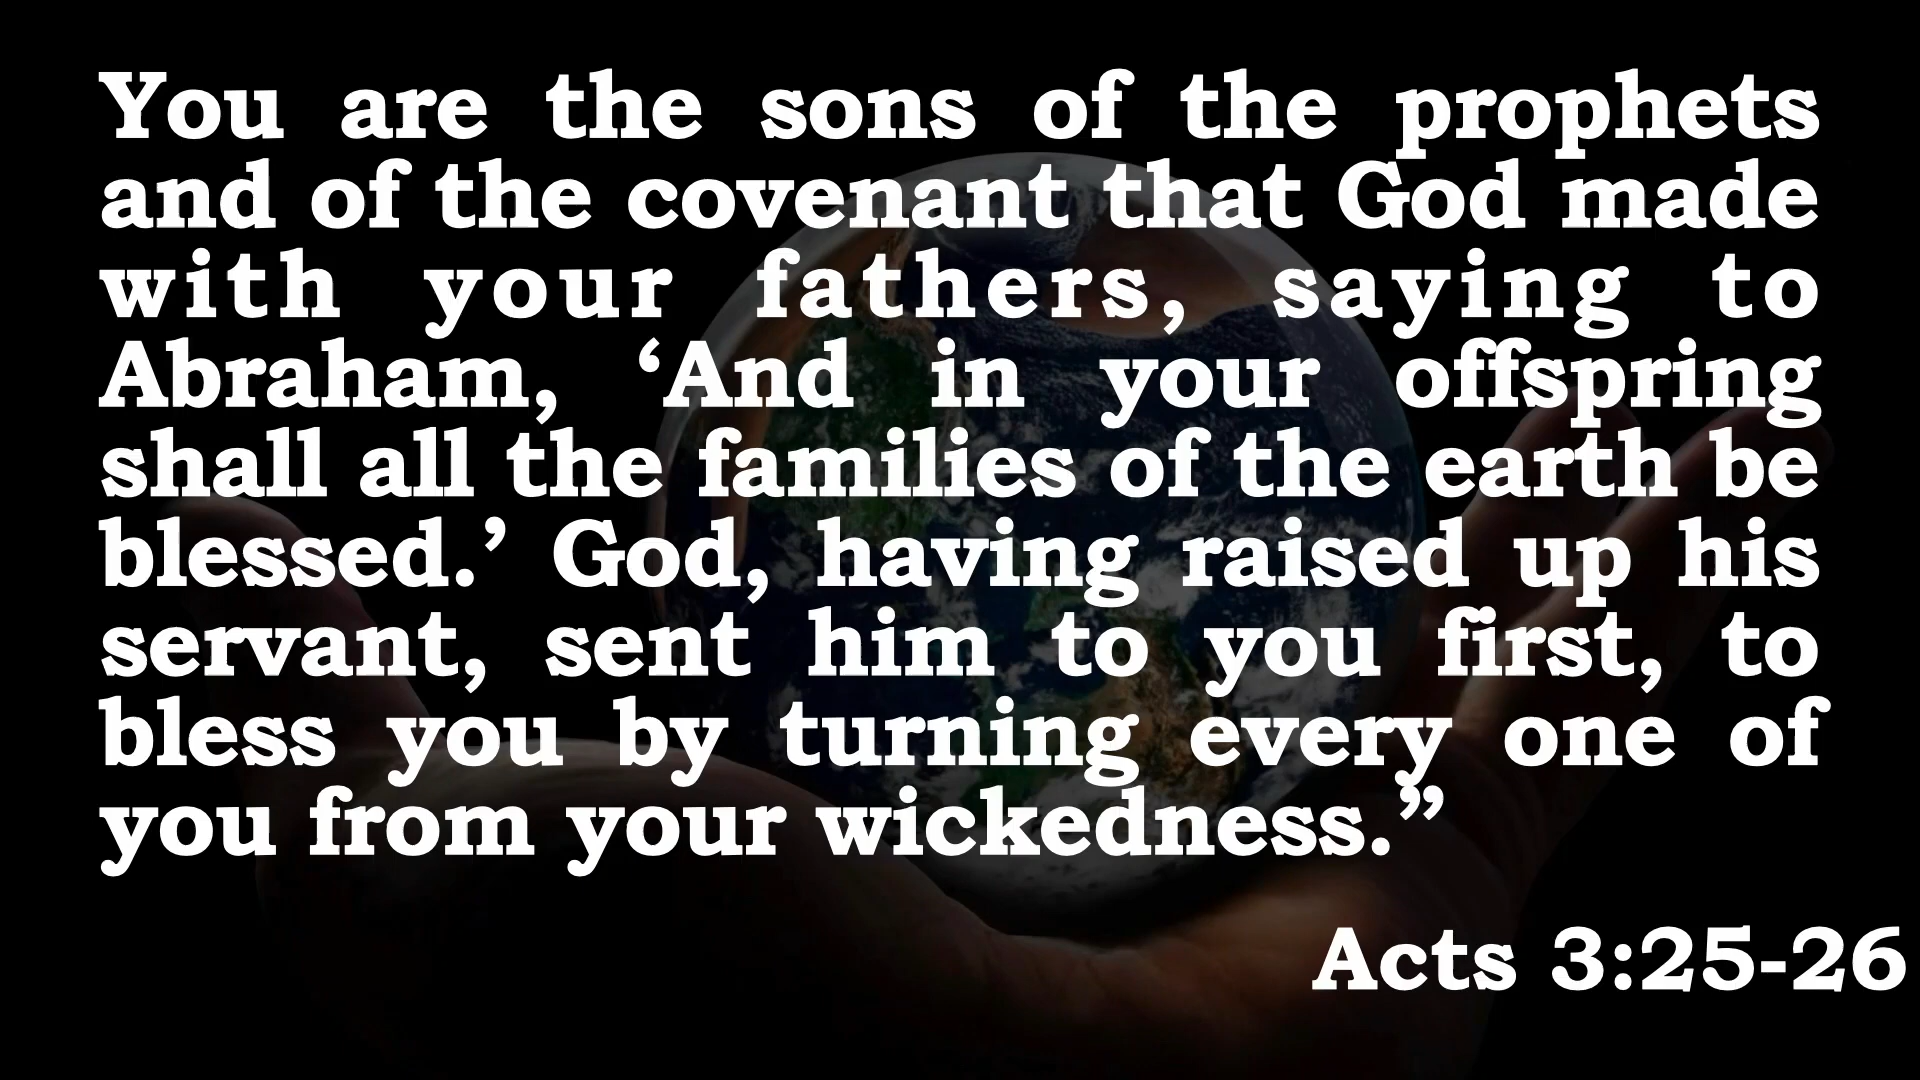 You are the sons of the prophets
and of the covenant that God made
with your fathers, saying to
Abraham, ‘And in your offspring
shall all the families of the earth be
blessed.’ God, having raised up his
servant, sent him to you first, to
bless you by turning every one of
you from your wickedness.”
Acts 3:25-26